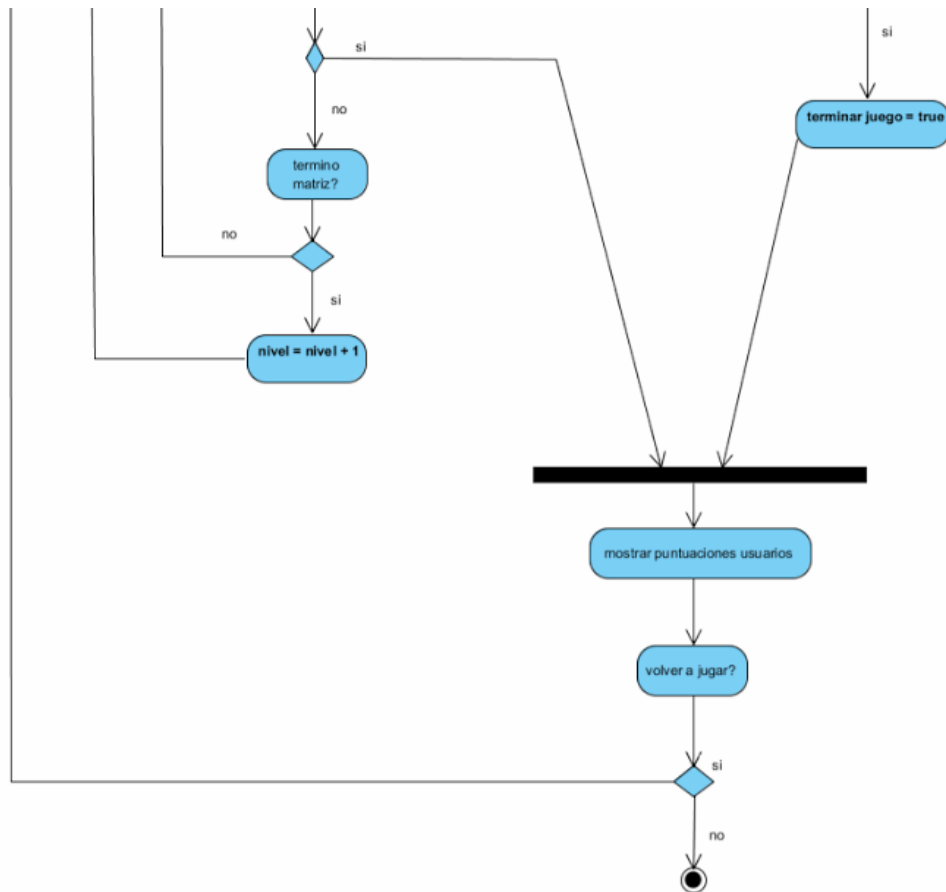 si
si
no
terminar juego = true
termino
matriz?
no
si
nivel = nivel + 1
mostrar puntuaciones usuarios
volver a jugar?
si
no